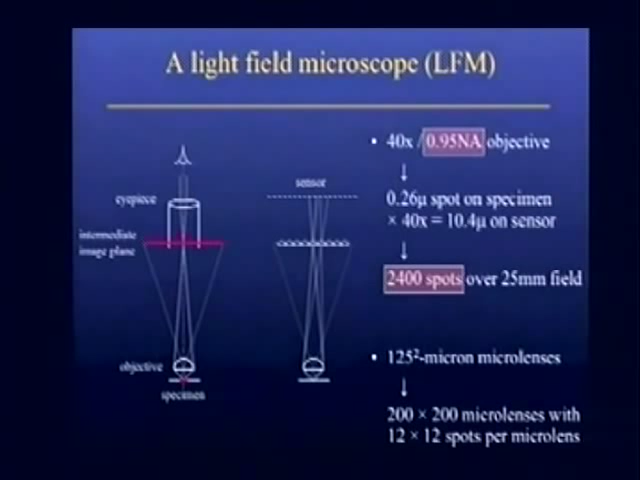 A light field microscope (LFM)
• 40x / 0.95NA objective
↓
0.26μ spot on specimen
× 40x = 10.4μ on sensor
↓
2400 spots over 25mm field
• 125²-micron microlenses
↓
200 × 200 microlenses with
12 × 12 spots per microlens
eyepiece
intermediate
image plane
objective
specimen
sensor